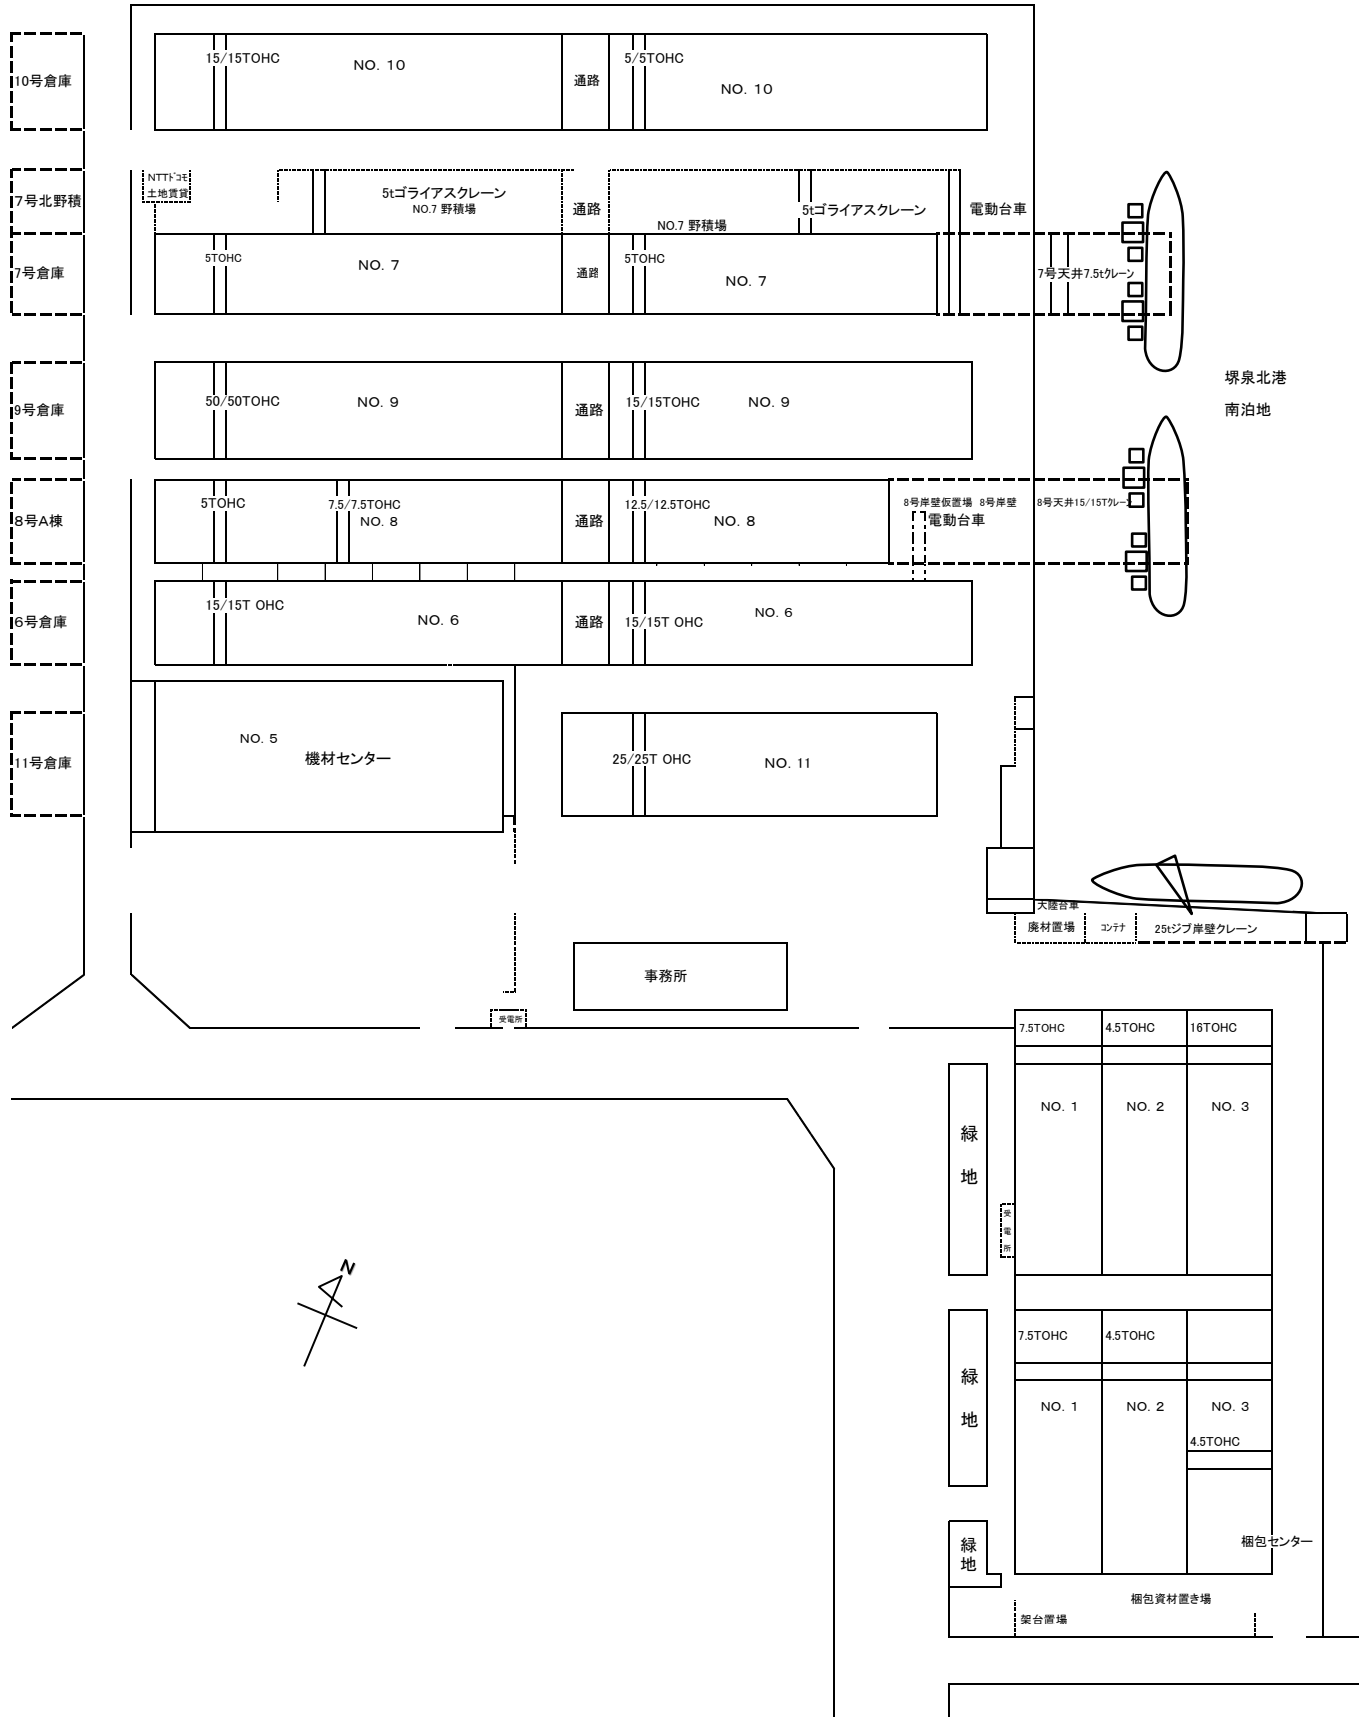 10号倉庫
15/15TOHC
NO. 10
通路
5/5TOHC
NO. 10
7号北野積
NTTドコモ
土地賃貸
5tゴライアスクレーン
NO.7 野積場
通路
NO.7 野積場
5tゴライアスクレーン
電動台車
7号倉庫
5TOHC
NO. 7
通路
5TOHC
NO. 7
7号天井7.5tクレーン
堺泉北港
南泊地
9号倉庫
50/50TOHC
NO. 9
通路
15/15TOHC
NO. 9
8号A棟
5TOHC
7.5/7.5TOHC
NO. 8
通路
12.5/12.5TOHC
NO. 8
8号岸壁仮置場
8号岸壁
8号天井15/15Tクレーン
電動台車
6号倉庫
15/15T OHC
NO. 6
通路
15/15T OHC
NO. 6
11号倉庫
NO. 5
機材センター
25/25T OHC
NO. 11
大陸台車
廃材置場
コンテナ
25tジブ岸壁クレーン
事務所
受電所
7.5TOHC
4.5TOHC
16TOHC
NO. 1
NO. 2
NO. 3
緑
地
受
電
所
N
7.5TOHC
4.5TOHC
緑
地
NO. 1
NO. 2
NO. 3
4.5TOHC
緑
地
梱包センター
梱包資材置き場
架台置場